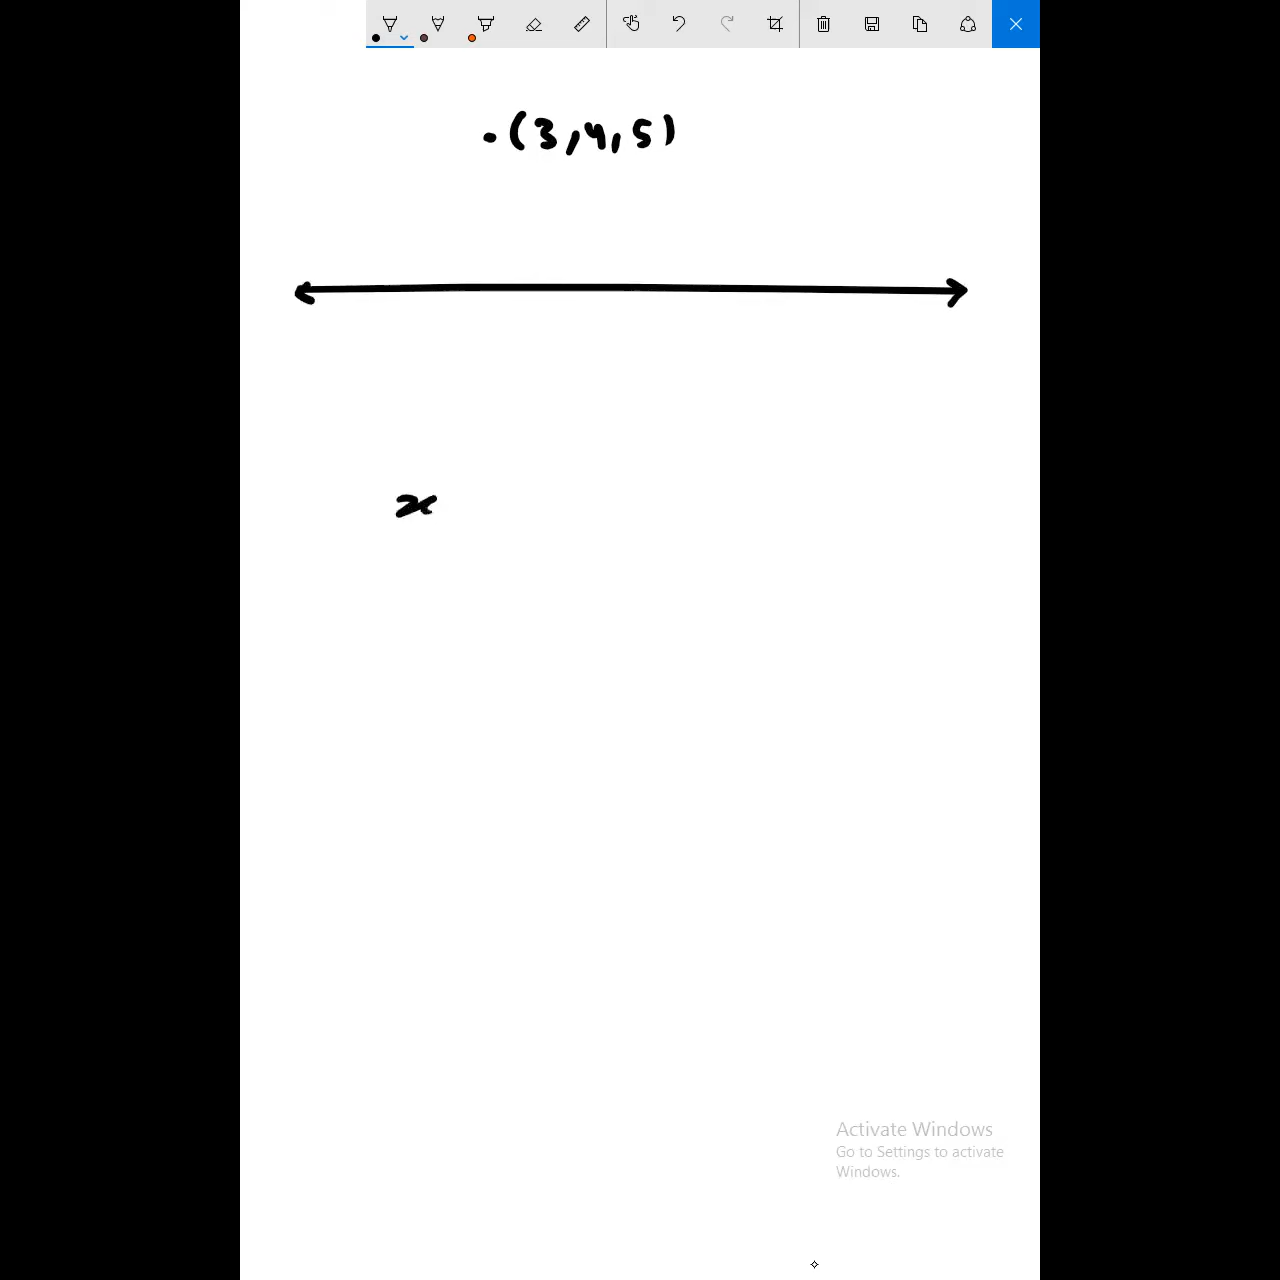 ·(3,4,5)
x
Activate Windows
Go to Settings to activate
Windows.